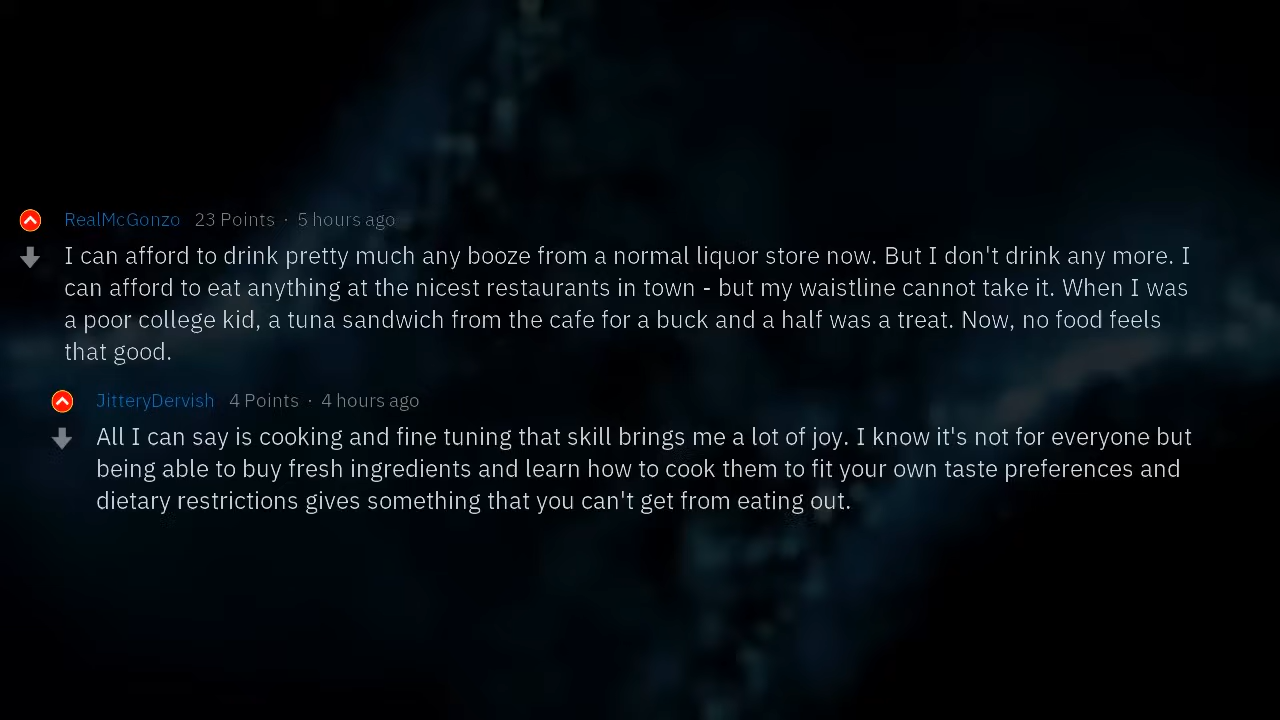 RealMcGonzo 23 Points · 5 hours ago
I can afford to drink pretty much any booze from a normal liquor store now. But I don't drink any more. I
can afford to eat anything at the nicest restaurants in town - but my waistline cannot take it. When I was
a poor college kid, a tuna sandwich from the cafe for a buck and a half was a treat. Now, no food feels
that good.
JitteryDervish 4 Points · 4 hours ago
All I can say is cooking and fine tuning that skill brings me a lot of joy. I know it's not for everyone but
being able to buy fresh ingredients and learn how to cook them to fit your own taste preferences and
dietary restrictions gives something that you can't get from eating out.